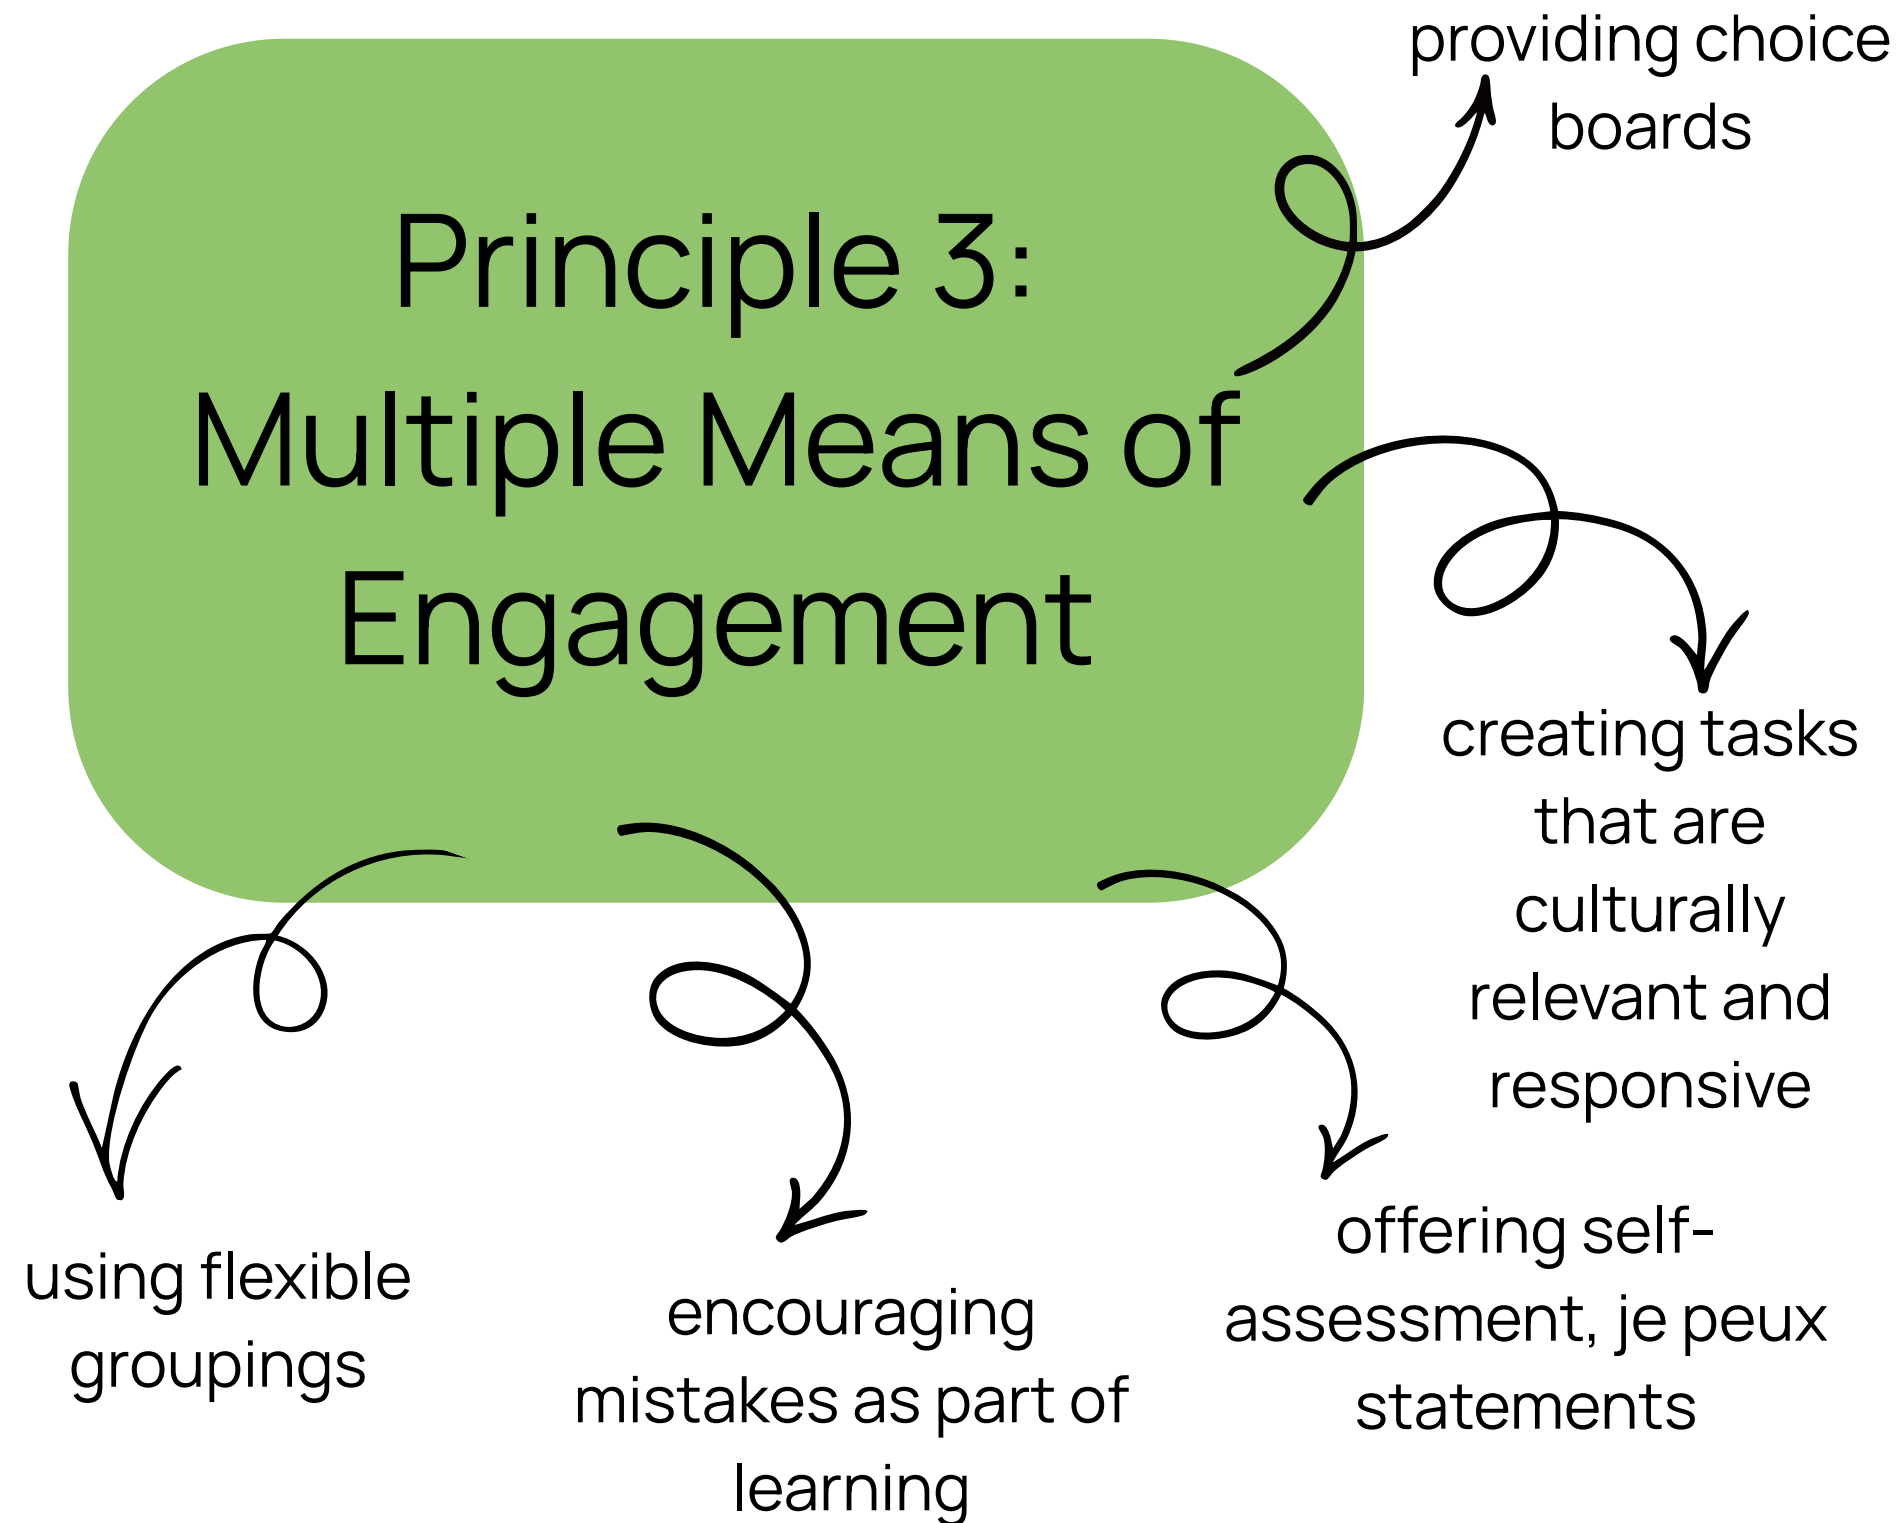 Principle 3:
Multiple Means of
Engagement
providing choice
boards
creating tasks
that are
culturally
relevant and
responsive
offering self-
assessment, je peux
statements
encouraging
mistakes as part of
learning
using flexible
groupings